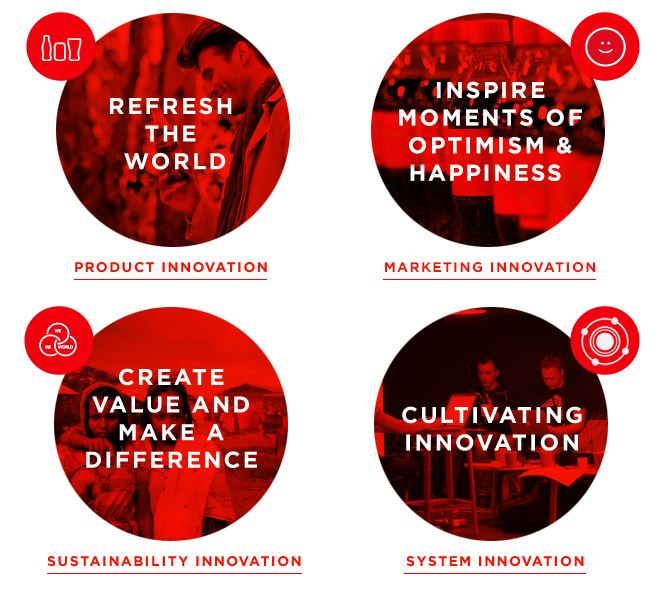 REFRESH
THE
WORLD
PRODUCT INNOVATION
INSPIRE
MOMENTS OF
OPTIMISM &
HAPPINESS
MARKETING INNOVATION
WE
ME WORLD
CREATE
VALUE AND
MAKE A
DIFFERENCE
SUSTAINABILITY INNOVATION
CULTIVATING
INNOVATION
SYSTEM INNOVATION